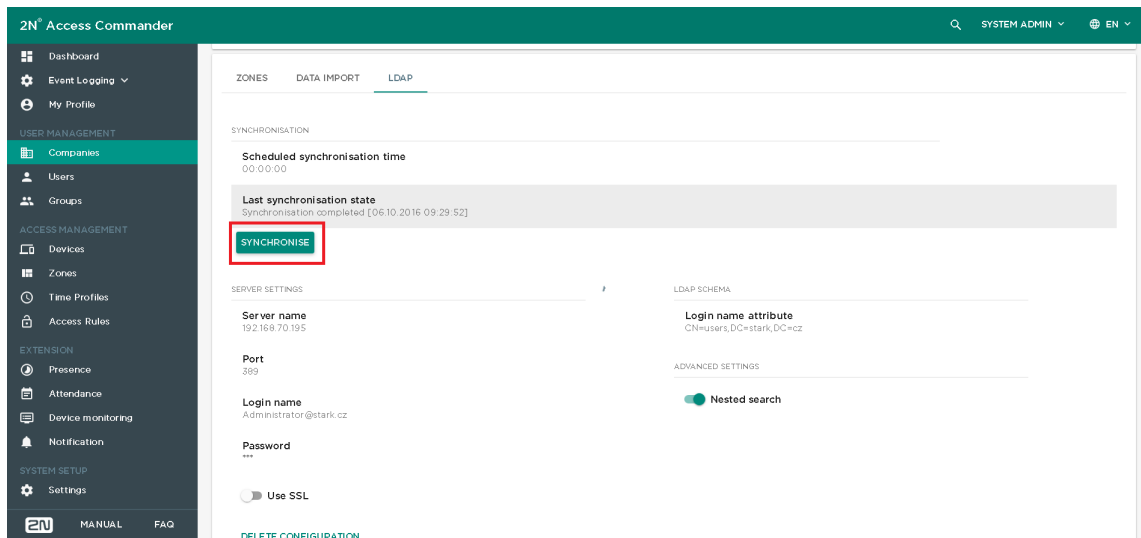 2N® Access Commander
SYSTEM ADMIN
EN
Dashboard
Event Logging
My Profile
USER MANAGEMENT
Companies
Users
Groups
ACCESS MANAGEMENT
Devices
Zones
Time Profiles
Access Rules
EXTENSION
Presence
Attendance
Device monitoring
Notification
SYSTEM SETUP
Settings
2N MANUAL FAQ
ZONES DATA IMPORT LDAP
SYNCHRONISATION
Scheduled synchronisation time
00:00:00
Last synchronisation state
Synchronisation completed [06.10.2016 09:29:52]
SYNCHRONISE
SERVER SETTINGS
Server name
192.168.70.195
Port
389
Login name
Administrator@stark.cz
Password
***
Use SSL
DELETE CONFIGURATION
LDAP SCHEMA
Login name attribute
CN=users,DC=stark,DC=cz
ADVANCED SETTINGS
Nested search